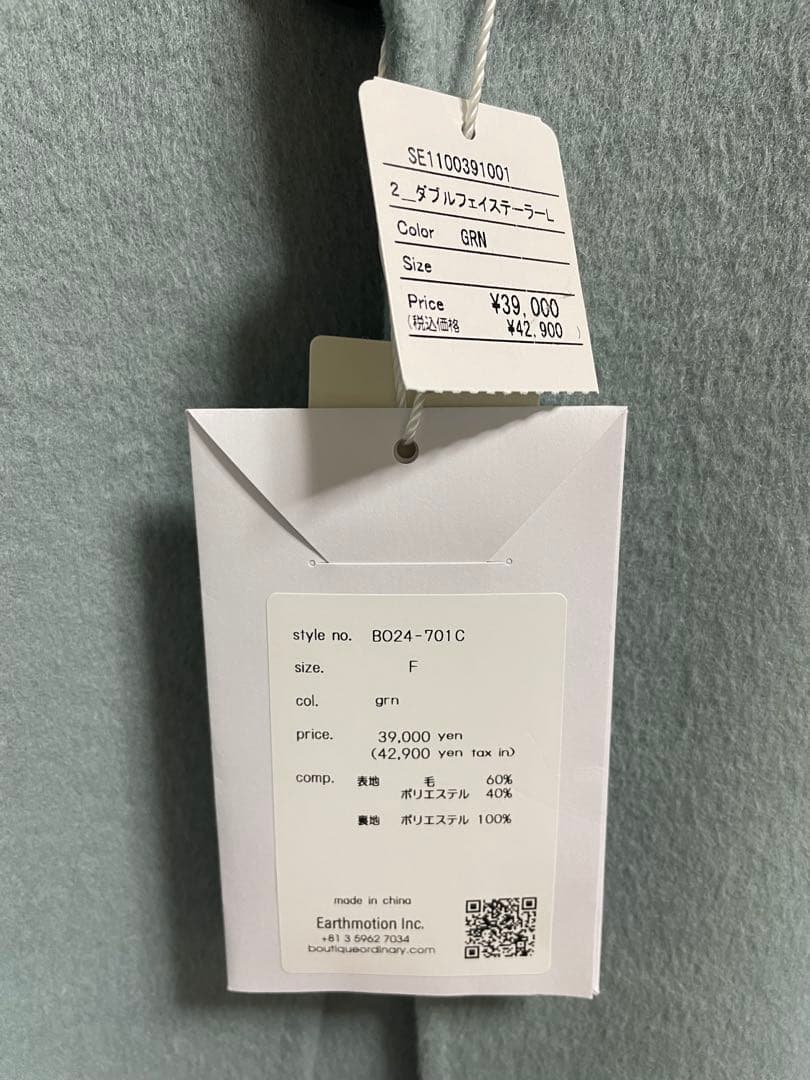 SE1100391001
2_ダブルフェイステーラーL
Color GRN
Size
Price ¥39,000
(税込価格 ¥42,900 )
style no. BO24-701C
size. F
col. grn
price. 39,000 yen
(42,900 yen tax in)
comp. 表地 毛 60%
ポリエステル 40%
裏地 ポリエステル 100%
made in china
Earthmotion Inc.
+81 3 5962 7034
boutiqueordinary.com